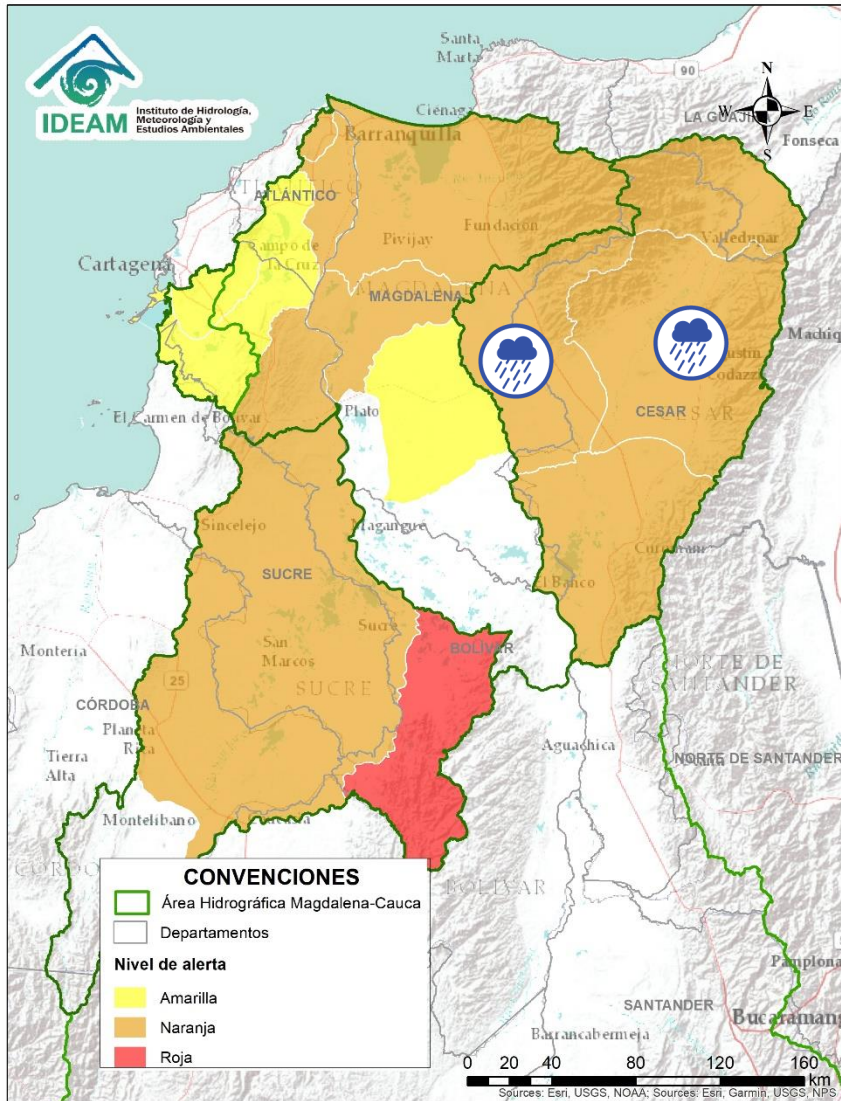 IDEAM
Instituto de Hidrología,
Meteorología y
Estudios Ambientales
Santa
Marta
90
N
W
E
S
LA GUAJIRA
Ciénaga
Fonseca
Barranquilla
ATLÁNTICO
Fundación
Pivijay
Valledupar
Campo de
la Cruz
Cartagena
MAGDALENA
MAGDALENA
Codazzi
CESAR
CESAR
El Carmen de Bolívar
Plato
Magangue
Sincelejo
SUCRE
El Banco
Sucre
BOLÍVAR
Montería
San
Marcos
NORTE DE
SANTANDER
25
SUCRE
CÓRDOBA
Planeta
Rica
Aguachica
NORTE DE SANTANDER
Tierra
Alta
Montelíbano
BOLÍVAR
CONVENCIONES
Área Hidrográfica Magdalena-Cauca
Departamentos
Nivel de alerta
Amarilla
Naranja
Roja
Pamplona
SANTANDER
Bucaramang
Barrancabermeja
0 20 40 80 120 160
km
Sources: Esri, USGS, NOAA; Sources: Esri, Garmin, USGS, NPS